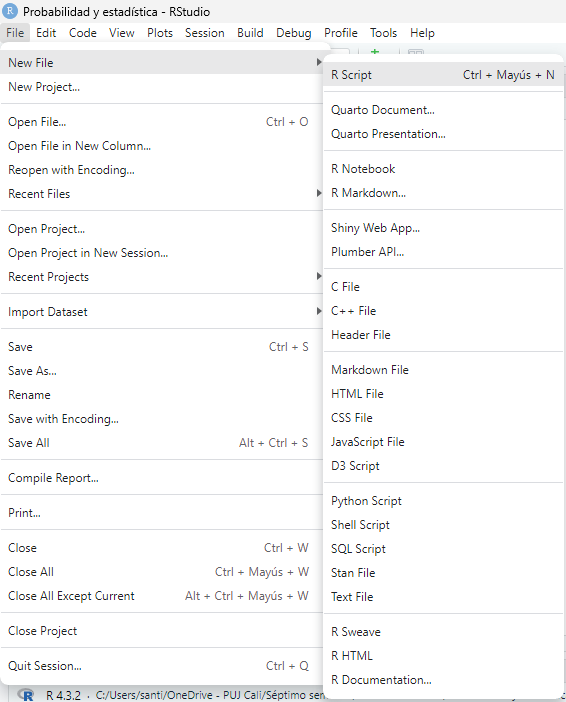 Probabilidad y estadística - RStudio
File Edit Code View Plots Session Build Debug Profile Tools Help
New File
New Project...
Open File... Ctrl + O
Open File in New Column...
Reopen with Encoding...
Recent Files
Open Project...
Open Project in New Session...
Recent Projects
Import Dataset
Save Ctrl + S
Save As...
Rename
Save with Encoding...
Save All Alt + Ctrl + S
Compile Report...
Print...
Close Ctrl + W
Close All Ctrl + Mayús + W
Close All Except Current Alt + Ctrl + Mayús + W
Close Project
Quit Session... Ctrl + Q
R Script Ctrl + Mayús + N
Quarto Document...
Quarto Presentation...
R Notebook
R Markdown...
Shiny Web App...
Plumber API...
C File
C++ File
Header File
Markdown File
HTML File
CSS File
JavaScript File
D3 Script
Python Script
Shell Script
SQL Script
Stan File
Text File
R Sweave
R HTML
R Documentation...
R 4.3.2 · C:/Users/santi/OneDrive - PUJ Cali/Séptimo